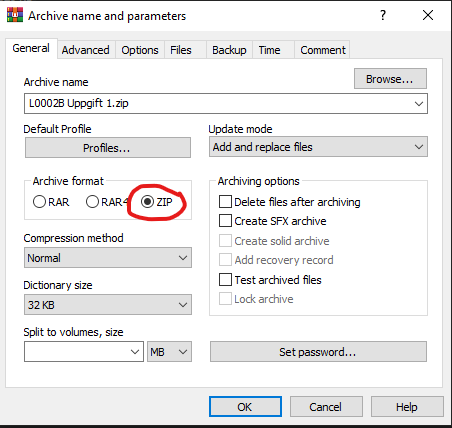 Archive name and parameters
General Advanced Options Files Backup Time Comment
Archive name
Browse...
L0002B Uppgift 1.zip
Default Profile
Profiles...
Update mode
Add and replace files
Archive format
RAR RAR4 ZIP
Compression method
Normal
Dictionary size
32 KB
Split to volumes, size
MB
Archiving options
Delete files after archiving
Create SFX archive
Create solid archive
Add recovery record
Test archived files
Lock archive
Set password...
OK Cancel Help